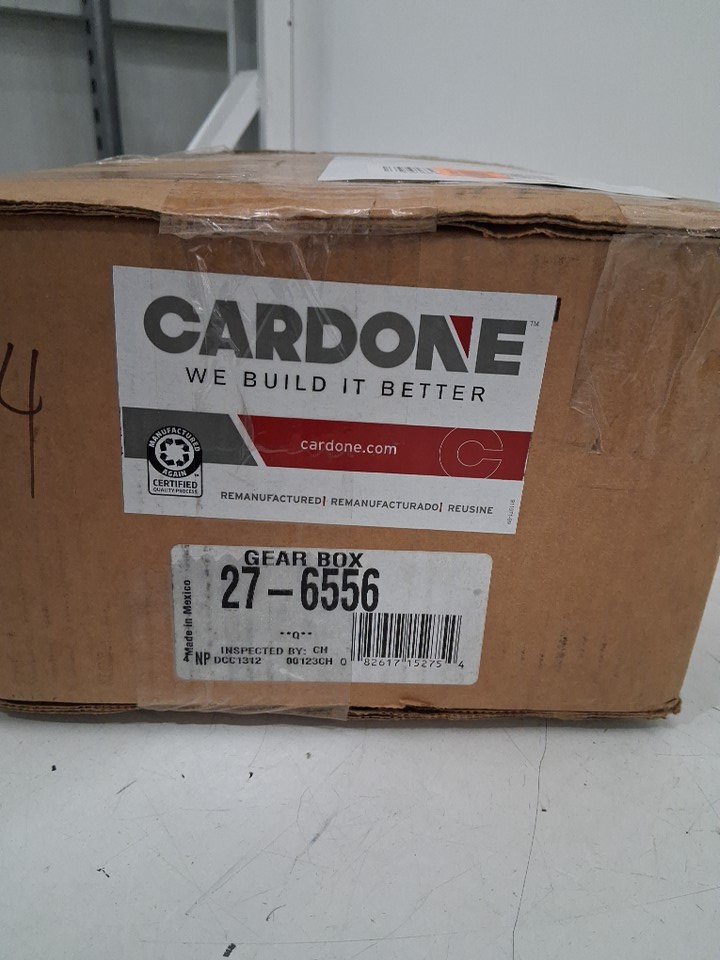 4
CARDONE™
WE BUILD IT BETTER
cardone.com
MANUFACTURED
AGAIN
CERTIFIED
QUALITY PROCESS
REMANUFACTURED| REMANUFACTURADO| REUSINE
GEAR BOX
27-6556
**Q**
INSPECTED BY: CH
NP DCC1312 00123CH
0 82617 15275 4
Made in Mexico